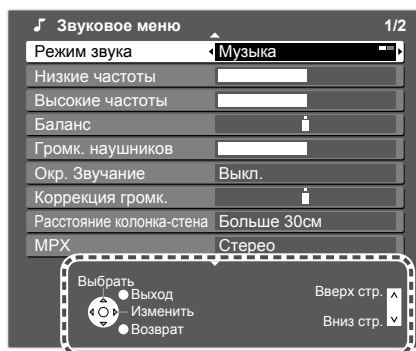 Звуковое меню 1/2
Режим звука Музыка
Низкие частоты
Высокие частоты
Баланс
Громк. наушников
Окр. Звучание Выкл.
Коррекция громк.
Расстояние колонка-стена Больше 30см
MPX Стерео
Выбрать
Выход Вверх стр.
Изменить
Возврат Вниз стр.